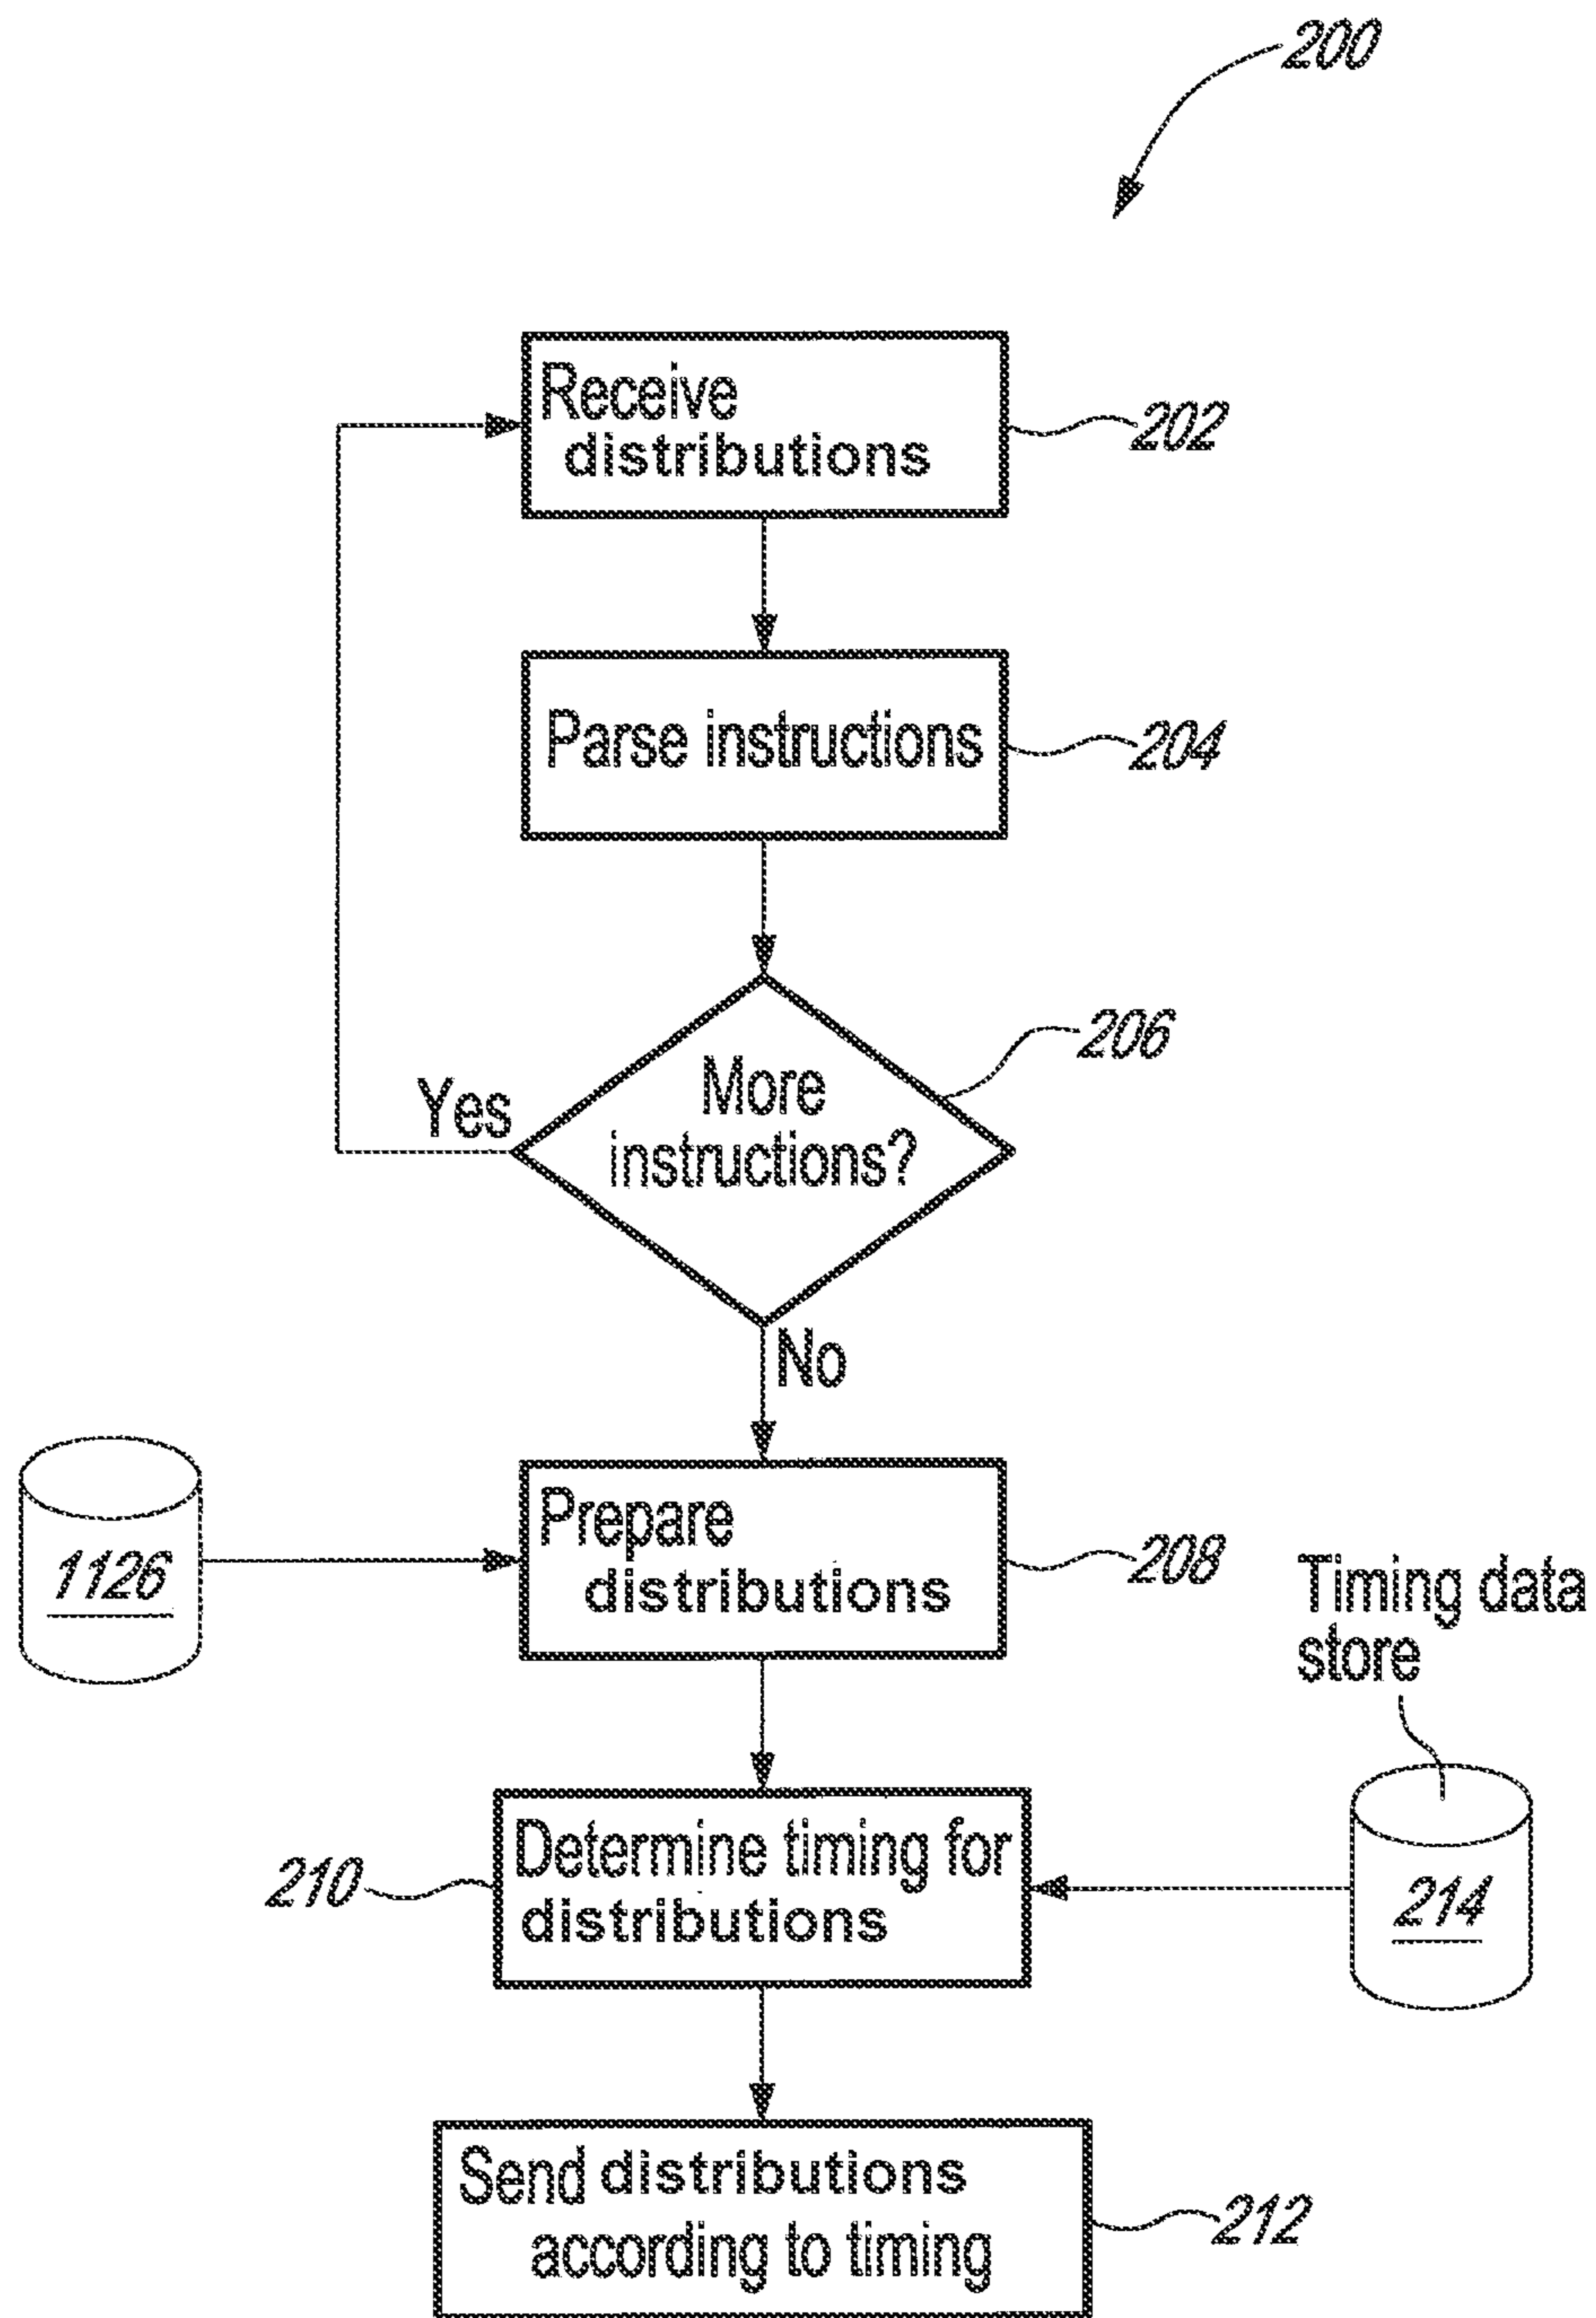 200
Receive
distributions
202
Parse instructions
204
206
More
instructions?
Yes
No
1126
Prepare
distributions
208
Timing data
store
210
Determine timing for
distributions
214
Send distributions
according to timing
212